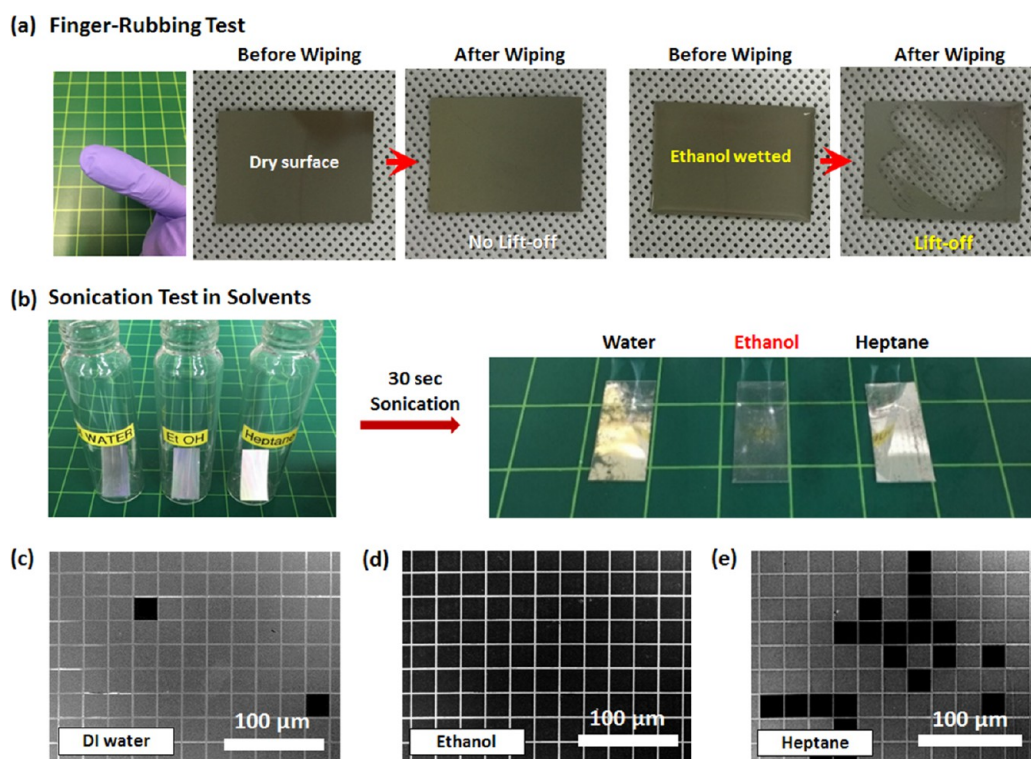 (a) Finger-Rubbing Test
Before Wiping
After Wiping
Before Wiping
After Wiping
Dry surface
No Lift-off
Ethanol wetted
Lift-off
(b) Sonication Test in Solvents
WATER
Et OH
Heptane
30 sec
Sonication
Water
Ethanol
Heptane
(c)
100 μm
DI water
(d)
100 μm
Ethanol
(e)
100 μm
Heptane